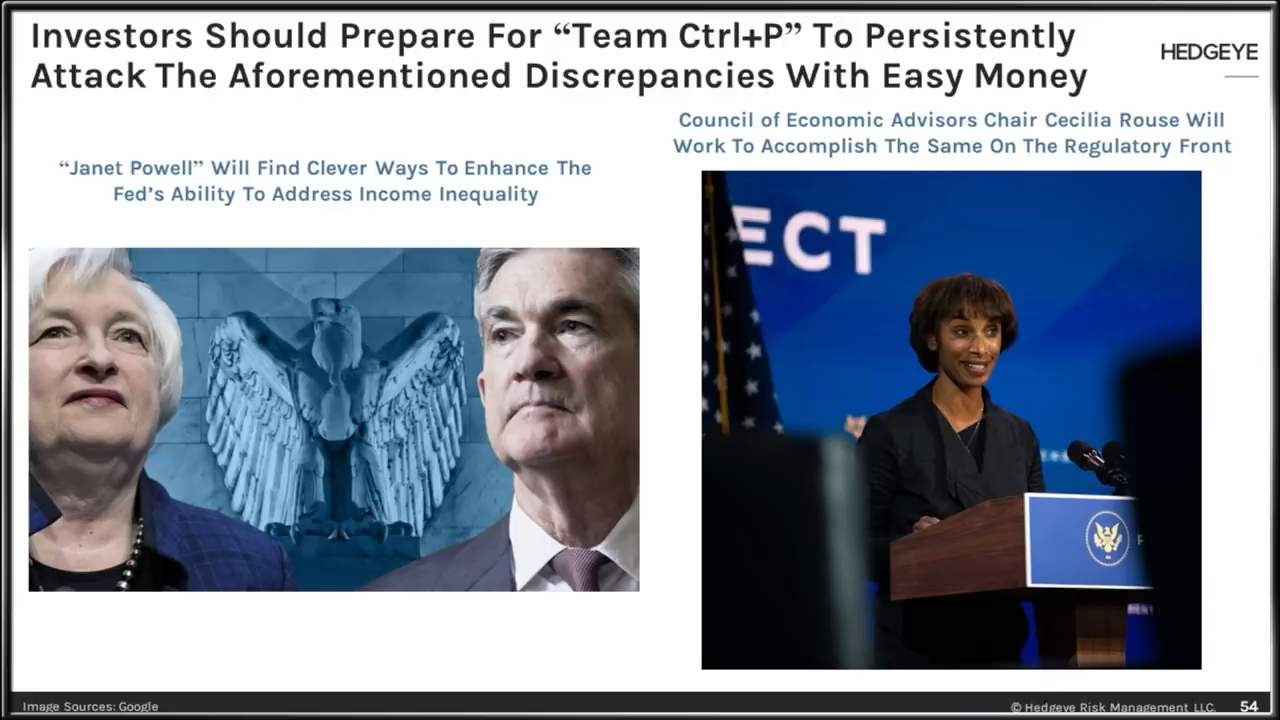 Investors Should Prepare For “Team Ctrl+P” To Persistently
Attack The Aforementioned Discrepancies With Easy Money
HEDGEYE
“Janet Powell” Will Find Clever Ways To Enhance The
Fed’s Ability To Address Income Inequality
Council of Economic Advisors Chair Cecilia Rouse Will
Work To Accomplish The Same On The Regulatory Front
ECT
Image Sources: Google
© Hedgeye Risk Management LLC.
54